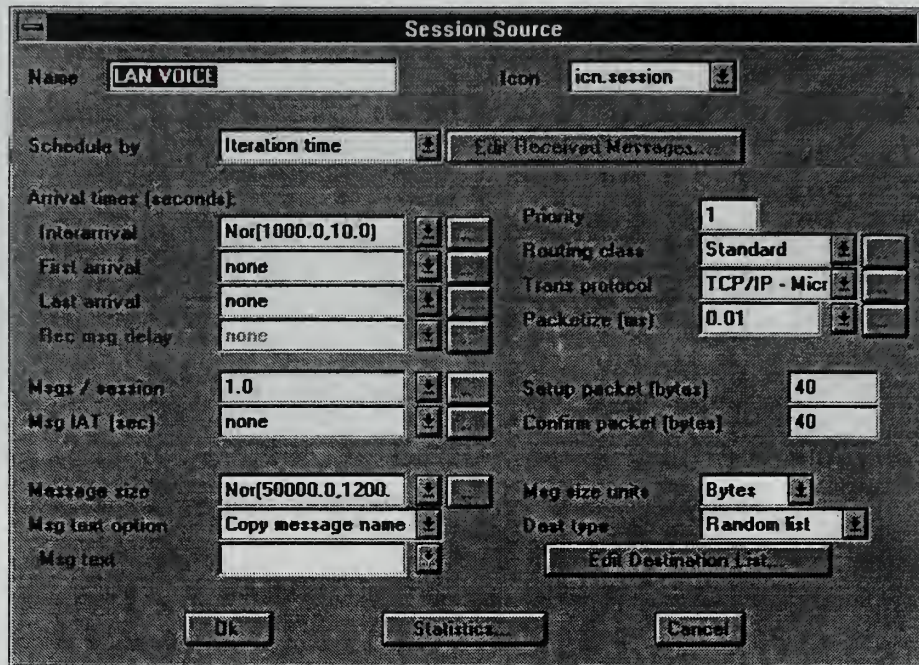 Session Source
Name LAN VOICE Icon icn.session
Schedule by Iteration time Edit Received Messages...
Arrival times (seconds):
Interarrival Nor(1000.0,10.0) Priority 1
First arrival none Routing class Standard
Last arrival none Trans protocol TCP/IP - Micr
Rec msg delay none Packetize (ms) 0.01
Msgs / session 1.0 Setup packet (bytes) 40
Msg IAT (sec) none Confirm packet (bytes) 40
Message size Nor(50000.0,1200. Msg size units Bytes
Msg text option Copy message name Dest type Random list
Msg text Edit Destination List...
Ok Statistics... Cancel